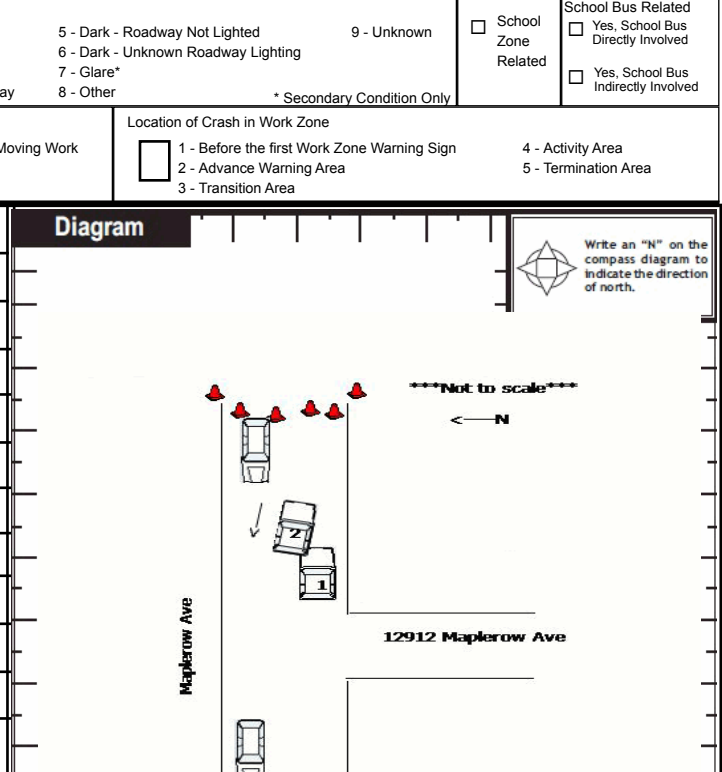 School Bus Related
5 - Dark - Roadway Not Lighted
9 - Unknown
School
Zone
Related
Yes, School Bus
Directly Involved
6 - Dark - Unknown Roadway Lighting
7 - Glare*
Yes, School Bus
Indirectly Involved
ay
8 - Other
* Secondary Condition Only
Location of Crash in Work Zone
Moving Work
1 - Before the first Work Zone Warning Sign
4 - Activity Area
2 - Advance Warning Area
5 - Termination Area
3 - Transition Area
Diagram
Write an "N" on the
compass diagram to
indicate the direction
of north.
****Not to scale****
N
2
1
Maplerow Ave
12912 Maplerow Ave